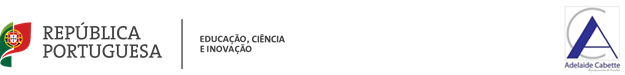 REPÚBLICA
PORTUGUESA
EDUCAÇÃO, CIÊNCIA
E INOVAÇÃO
Adelaide Cabette